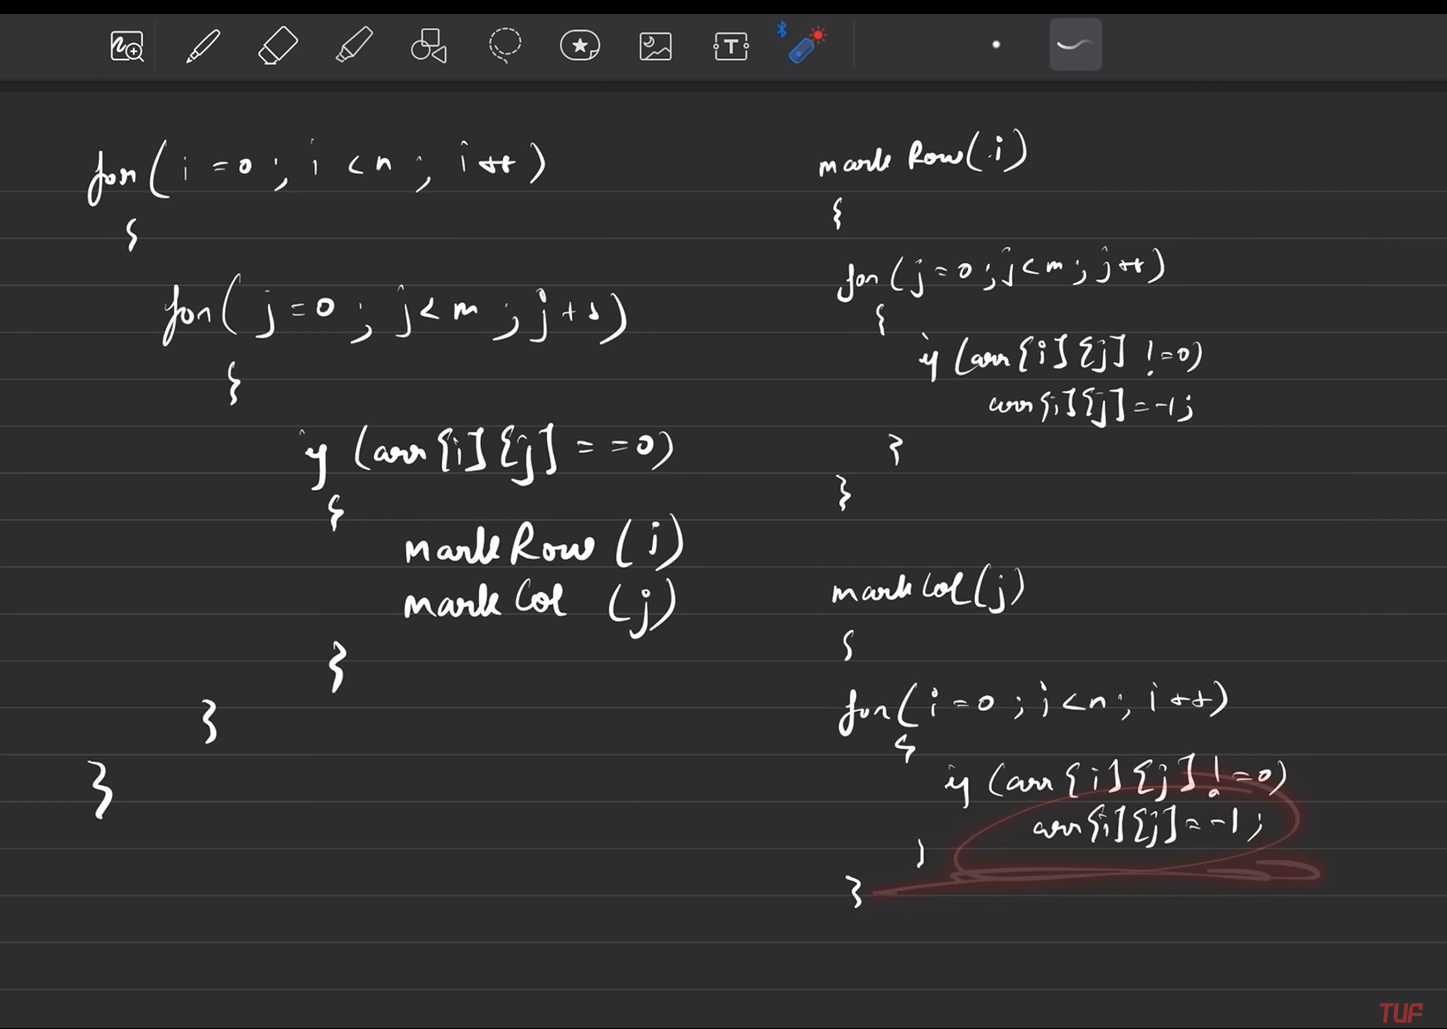 for(i=0; i<n; i++)
{
for(j=0; j<m; j++)
{
if (arr[i][j]==0)
{
markRow(i)
markCol(j)
}
}
}
markRow(i)
{
for(j=0; j<m; j++)
{
if (arr[i][j] !=0)
arr[i][j]=-1;
}
}
markCol(j)
{
for(i=0; i<n; i++)
{
if (arr[i][j] !=0)
arr[i][j]=-1;
}
}
TUF